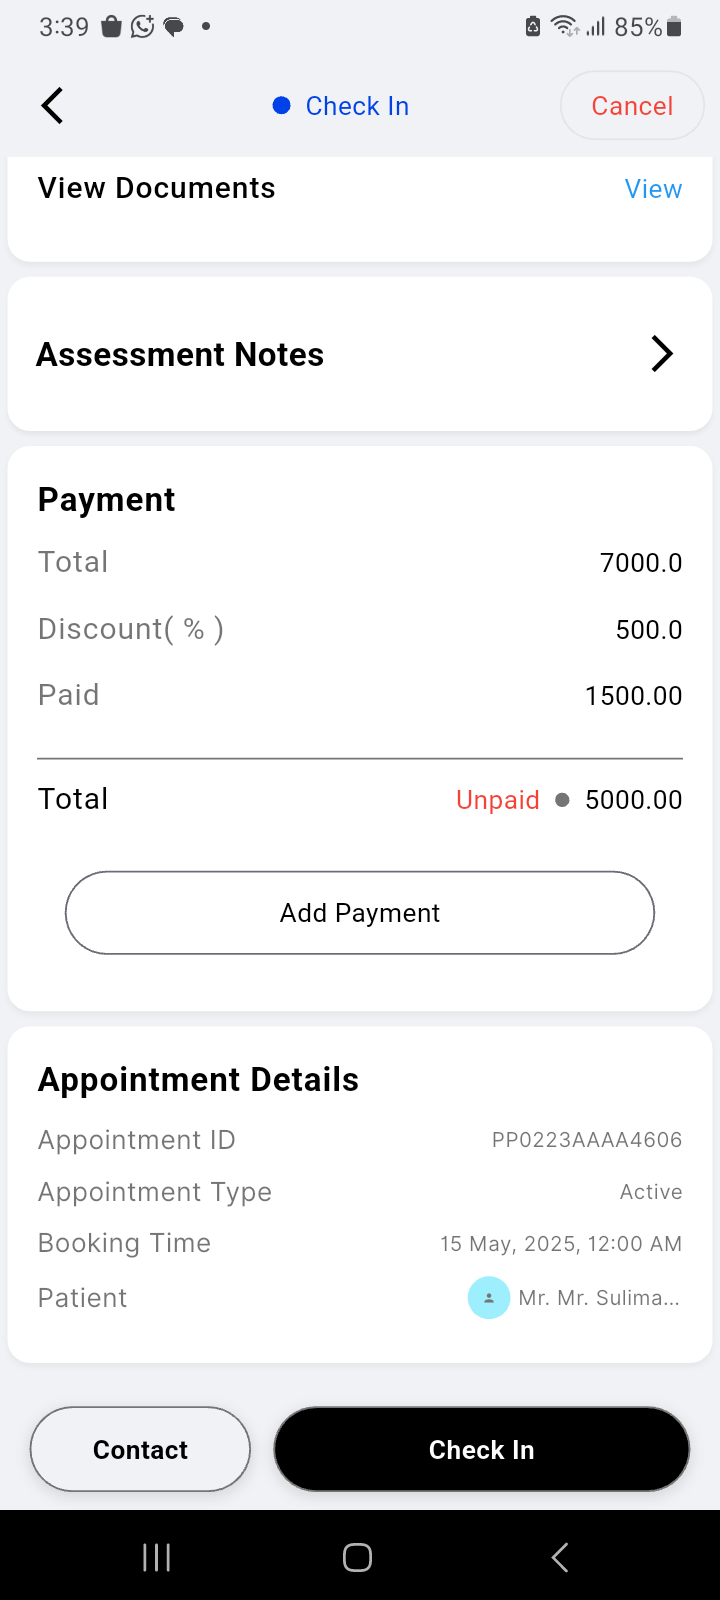 3:39 85%
Check In Cancel
View Documents View
Assessment Notes
Payment
Total 7000.0
Discount( % ) 500.0
Paid 1500.00
Total Unpaid ● 5000.00
Add Payment
Appointment Details
Appointment ID PP0223AAAA4606
Appointment Type Active
Booking Time 15 May, 2025, 12:00 AM
Patient Mr. Mr. Sulima...
Contact Check In